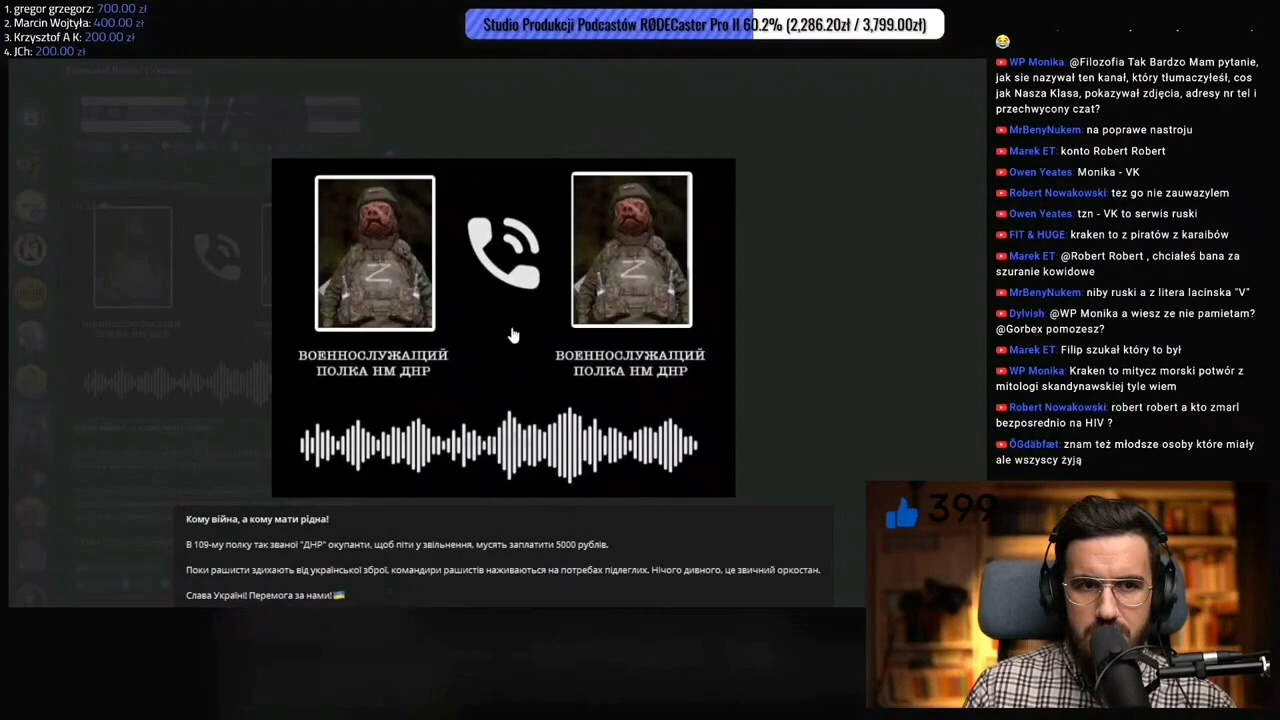 1. gregor grzegorz: 700.00 zł
2. Marcin Wojtyła: 400.00 zł
3. Krzysztof A K: 200.00 zł
4. JCh: 200.00 zł
Studio Produkcji Podcastów RØDECaster Pro II 60.2% (2,286.20zł / 3,799.00zł)
WP Monika: @Filozofia Tak Bardzo Mam pytanie,
jak sie nazywał ten kanał, który tłumaczyłeśł, cos
jak Nasza Klasa, pokazywał zdjęcia, adresy nr tel i
przechwycony czat?
MrBenyNukem: na poprawe nastroju
Marek ET: konto Robert Robert
Owen Yeates: Monika - VK
Robert Nowakowski: tez go nie zauwazylem
Owen Yeates: tzn - VK to serwis ruski
FIT & HUGE: kraken to z piratów z karaibów
Marek ET: @Robert Robert , chciałeś bana za
szuranie kowidowe
MrBenyNukem: niby ruski a z litera lacinska "V"
Dylvish: @WP Monika a wiesz ze nie pamietam?
@Gorbex pomozesz?
Marek ET: Filip szukał który to był
WP Monika: Kraken to mitycz morski potwór z
mitologi skandynawskiej tyle wiem
Robert Nowakowski: robert robert a kto zmarl
bezposrednio na HIV ?
ÕGdäbfæt: znam też młodsze osoby które miały
ale wszyscy żyją
Z
Z
ВОЕННОСЛУЖАЩИЙ
ПОЛКА НМ ДНР
ВОЕННОСЛУЖАЩИЙ
ПОЛКА НМ ДНР
Кому війна, а кому мати рідна!
В 109-му полку так званої "ДНР" окупанти, щоб піти у звільнення, мусять заплатити 5000 рублів.
Поки рашисти здихають від української зброї, командири рашистів наживаються на потребах підлеглих. Нічого дивного, це звичний оркостан.
Слава Україні! Перемога за нами!
399